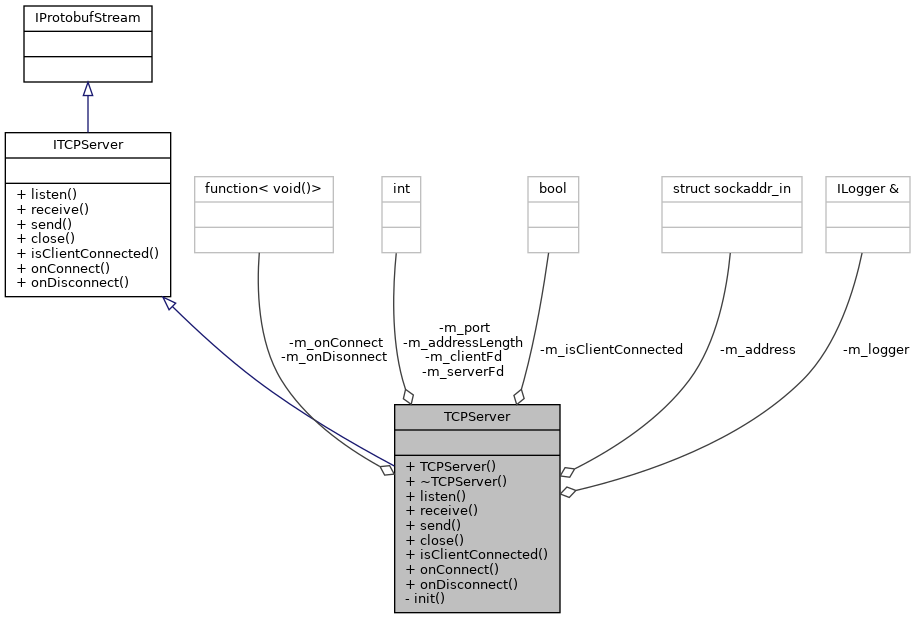 IProtobufStream
ITCPServer
+ listen()
+ receive()
+ send()
+ close()
+ isClientConnected()
+ onConnect()
+ onDisconnect()
function< void()>
int
bool
struct sockaddr_in
ILogger &
-m_onConnect
-m_onDisonnect
-m_port
-m_addressLength
-m_clientFd
-m_serverFd
-m_isClientConnected
-m_address
-m_logger
TCPServer
+ TCPServer()
+ ~TCPServer()
+ listen()
+ receive()
+ send()
+ close()
+ isClientConnected()
+ onConnect()
+ onDisconnect()
- init()